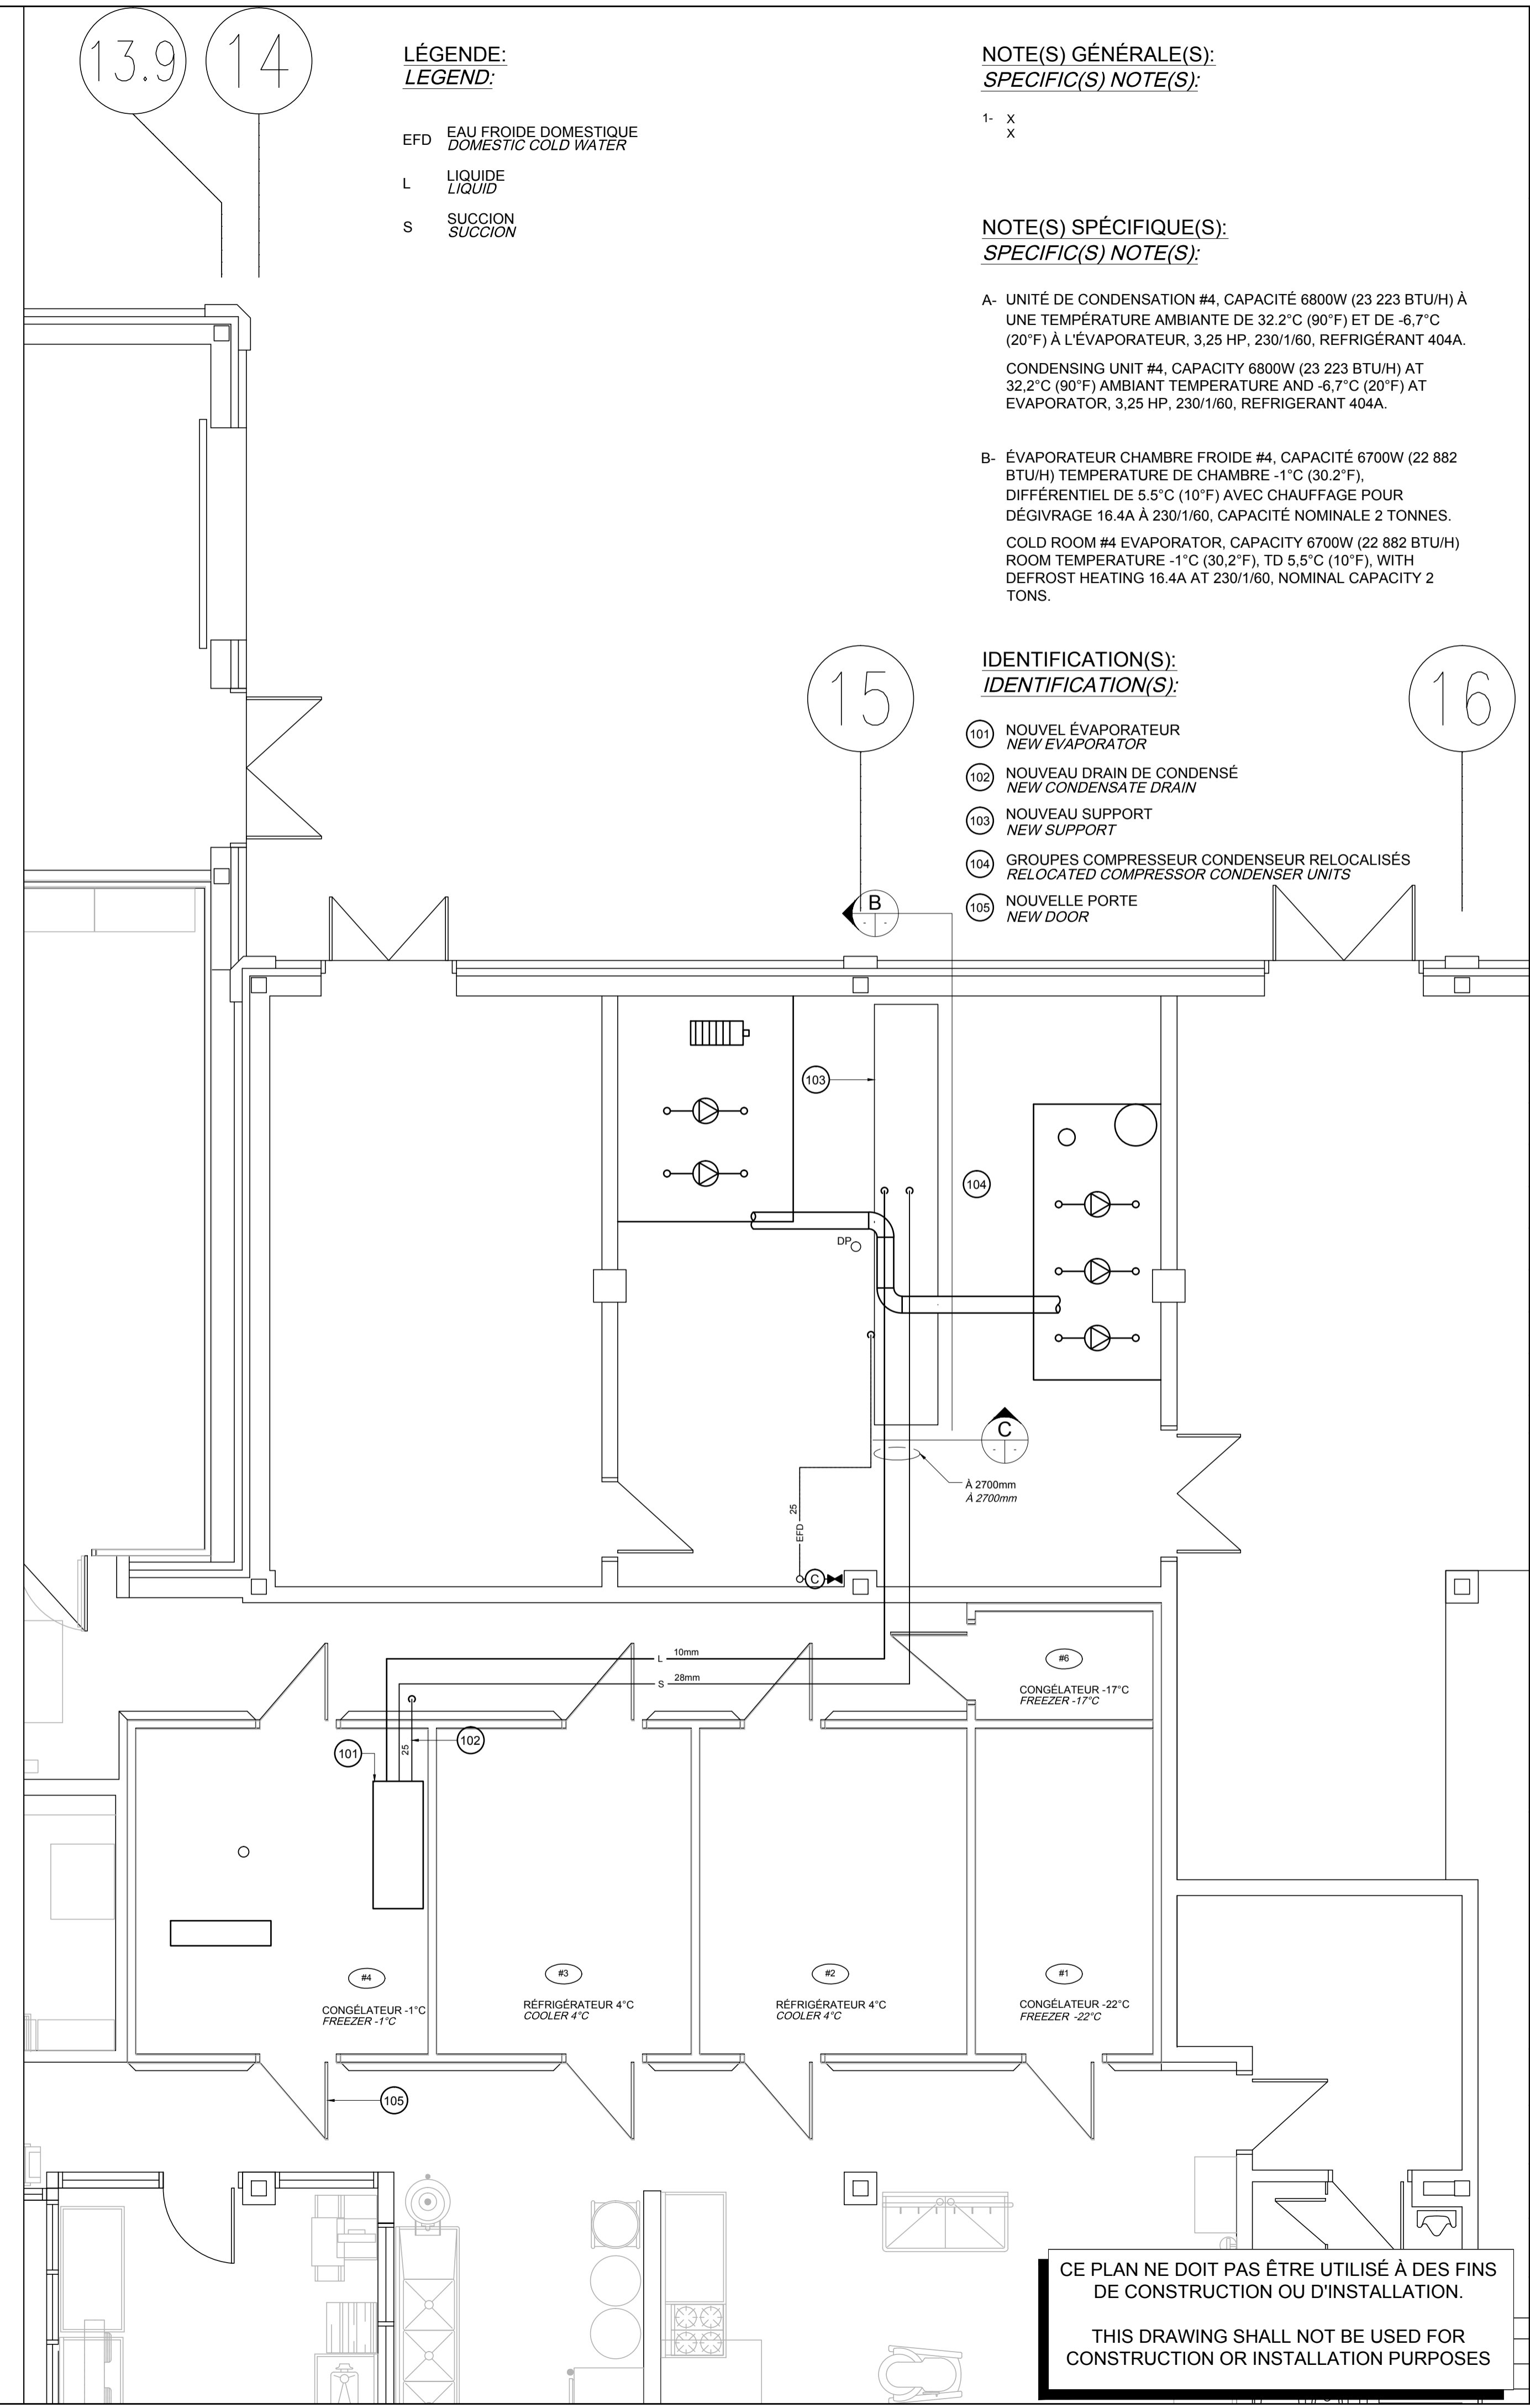 13.9
14
LÉGENDE:
LEGEND:
EFD
EAU FROIDE DOMESTIQUE
DOMESTIC COLD WATER
L
LIQUIDE
LIQUID
S
SUCCION
SUCCION
NOTE(S) GÉNÉRALE(S):
SPECIFIC(S) NOTE(S):
1- X
X
NOTE(S) SPÉCIFIQUE(S):
SPECIFIC(S) NOTE(S):
A- UNITÉ DE CONDENSATION #4, CAPACITÉ 6800W (23 223 BTU/H) À
UNE TEMPÉRATURE AMBIANTE DE 32.2°C (90°F) ET DE -6,7°C
(20°F) À L'ÉVAPORATEUR, 3,25 HP, 230/1/60, REFRIGÉRANT 404A.
CONDENSING UNIT #4, CAPACITY 6800W (23 223 BTU/H) AT
32,2°C (90°F) AMBIANT TEMPERATURE AND -6,7°C (20°F) AT
EVAPORATOR, 3,25 HP, 230/1/60, REFRIGERANT 404A.
B- ÉVAPORATEUR CHAMBRE FROIDE #4, CAPACITÉ 6700W (22 882
BTU/H) TEMPERATURE DE CHAMBRE -1°C (30.2°F),
DIFFÉRENTIEL DE 5.5°C (10°F) AVEC CHAUFFAGE POUR
DÉGIVRAGE 16.4A À 230/1/60, CAPACITÉ NOMINALE 2 TONNES.
COLD ROOM #4 EVAPORATOR, CAPACITY 6700W (22 882 BTU/H)
ROOM TEMPERATURE -1°C (30,2°F), TD 5,5°C (10°F), WITH
DEFROST HEATING 16.4A AT 230/1/60, NOMINAL CAPACITY 2
TONS.
15
16
IDENTIFICATION(S):
IDENTIFICATION(S):
101 NOUVEL ÉVAPORATEUR
NEW EVAPORATOR
102 NOUVEAU DRAIN DE CONDENSÉ
NEW CONDENSATE DRAIN
103 NOUVEAU SUPPORT
NEW SUPPORT
104 GROUPES COMPRESSEUR CONDENSEUR RELOCALISÉS
RELOCATED COMPRESSOR CONDENSER UNITS
105 NOUVELLE PORTE
NEW DOOR
B
- -
103
104
DP
C
- -
À 2700mm
À 2700mm
25
EFD
C
L 10mm
S 28mm
#6
CONGÉLATEUR -17°C
FREEZER -17°C
101
25
102
#4
CONGÉLATEUR -1°C
FREEZER -1°C
#3
RÉFRIGÉRATEUR 4°C
COOLER 4°C
#2
RÉFRIGÉRATEUR 4°C
COOLER 4°C
#1
CONGÉLATEUR -22°C
FREEZER -22°C
105
CE PLAN NE DOIT PAS ÊTRE UTILISÉ À DES FINS
DE CONSTRUCTION OU D'INSTALLATION.
THIS DRAWING SHALL NOT BE USED FOR
CONSTRUCTION OR INSTALLATION PURPOSES